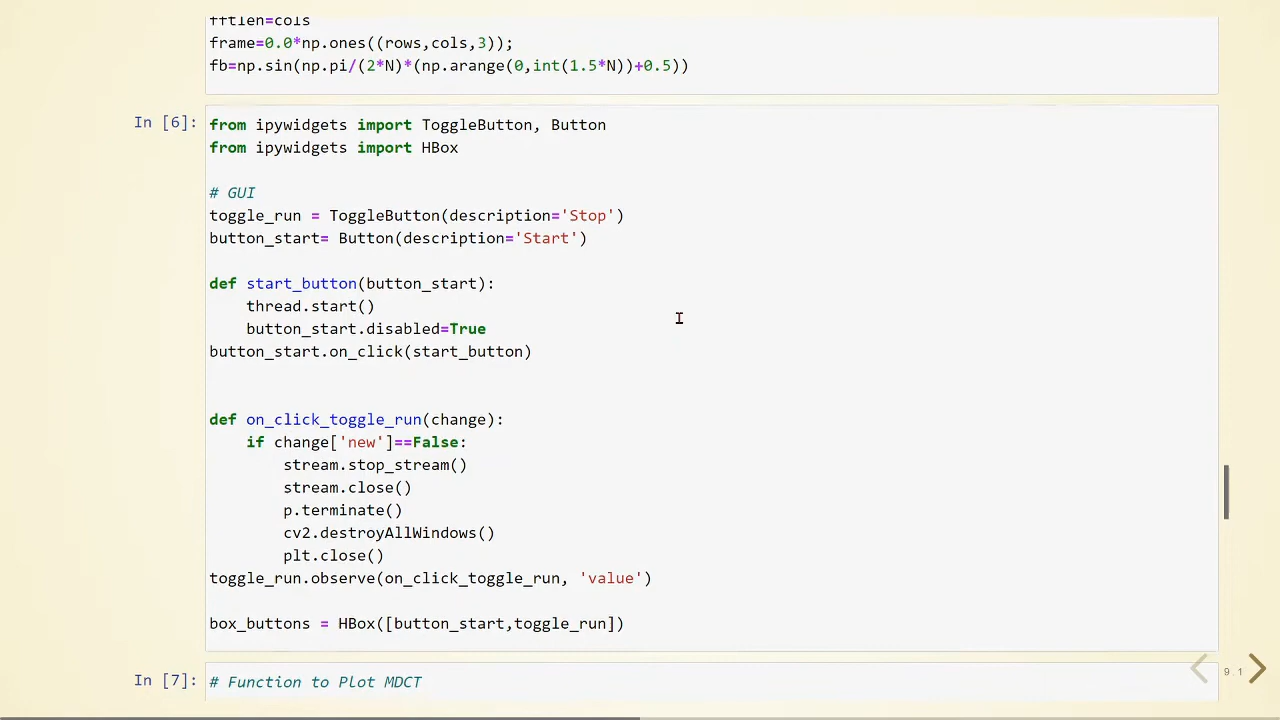 fftlen=cols
frame=0.0*np.ones((rows,cols,3));
fb=np.sin(np.pi/(2*N)*(np.arange(0,int(1.5*N))+0.5))
In [6]:
from ipywidgets import ToggleButton, Button
from ipywidgets import HBox
# GUI
toggle_run = ToggleButton(description='Stop')
button_start= Button(description='Start')
def start_button(button_start):
    thread.start()
    button_start.disabled=True
button_start.on_click(start_button)
def on_click_toggle_run(change):
    if change['new']==False:
        stream.stop_stream()
        stream.close()
        p.terminate()
        cv2.destroyAllWindows()
        plt.close()
toggle_run.observe(on_click_toggle_run, 'value')
box_buttons = HBox([button_start,toggle_run])
In [7]:
# Function to Plot MDCT
9.1